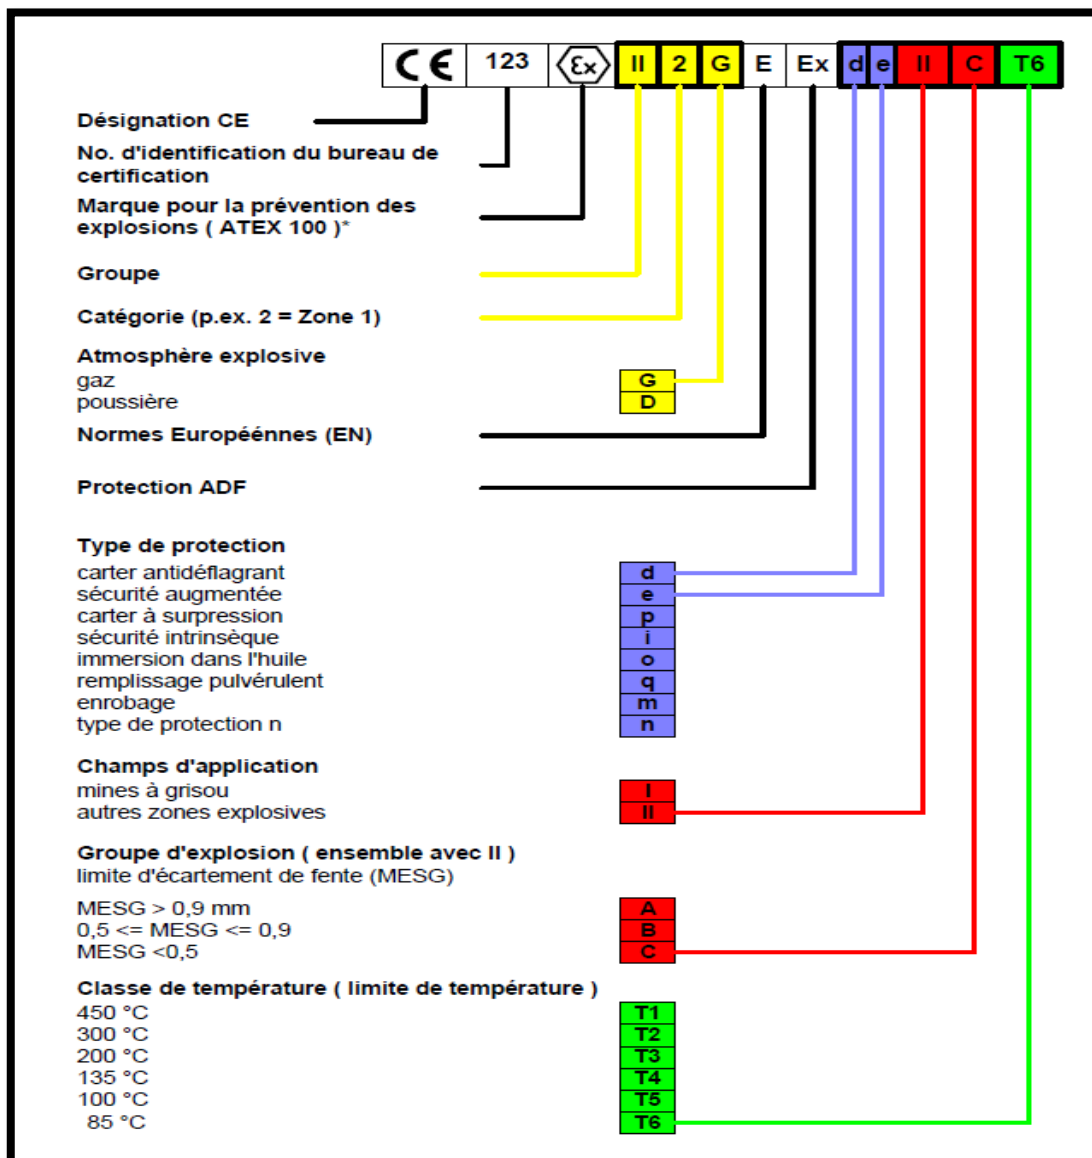 CE 123 Ex II 2 G E Ex d e II C T6
Désignation CE
No. d'identification du bureau de
certification
Marque pour la prévention des
explosions ( ATEX 100 )*
Groupe
Catégorie (p.ex. 2 = Zone 1)
Atmosphère explosive
gaz G
poussière D
Normes Européénnes (EN)
Protection ADF
Type de protection
carter antidéflagrant d
sécurité augmentée e
carter à surpression p
sécurité intrinsèque i
immersion dans l'huile o
remplissage pulvérulent q
enrobage m
type de protection n n
Champs d'application
mines à grisou I
autres zones explosives II
Groupe d'explosion ( ensemble avec II )
limite d'écartement de fente (MESG)
MESG > 0,9 mm A
0,5 <= MESG <= 0,9 B
MESG <0,5 C
Classe de température ( limite de température )
450 °C T1
300 °C T2
200 °C T3
135 °C T4
100 °C T5
85 °C T6